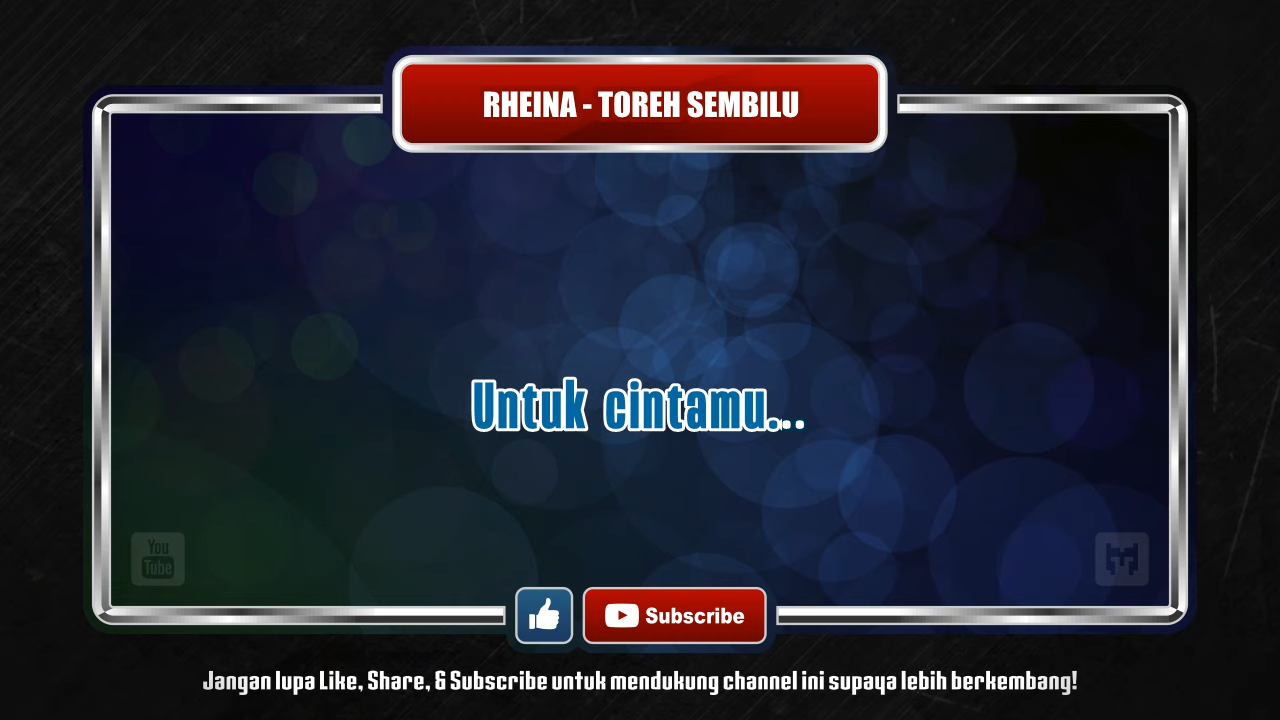 RHEINA - TOREH SEMBILU
Untuk cintamu...
You
Tube
Subscribe
Jangan lupa Like, Share, & Subscribe untuk mendukung channel ini supaya lebih berkembang!